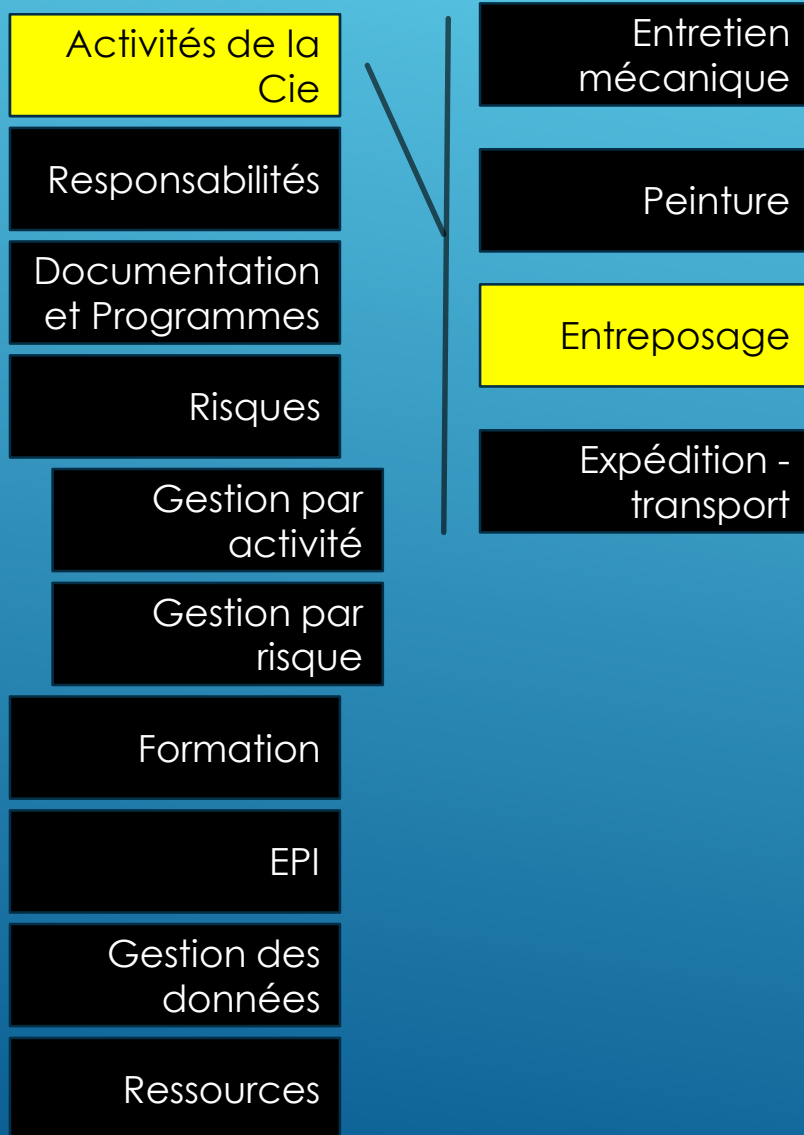 Activités de la
Cie
Responsabilités
Documentation
et Programmes
Risques
Gestion par
activité
Gestion par
risque
Formation
EPI
Gestion des
données
Ressources
Entretien
mécanique
Peinture
Entreposage
Expédition -
transport